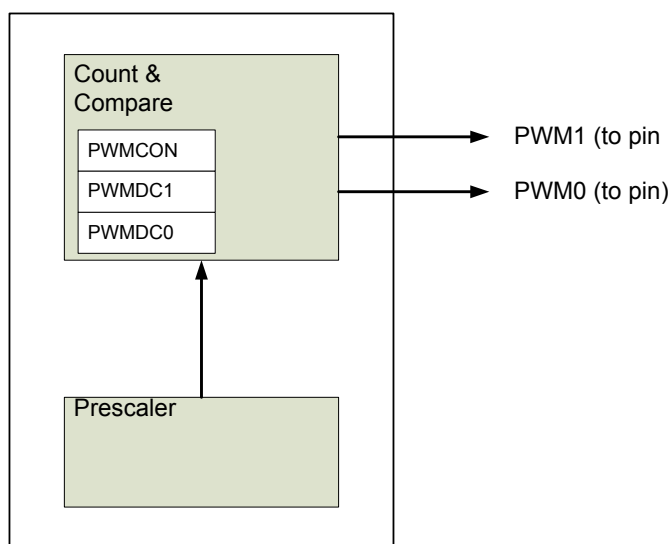 Count &
Compare
PWMCON
PWMDC1
PWMDC0
PWM1 (to pin
PWM0 (to pin)
Prescaler